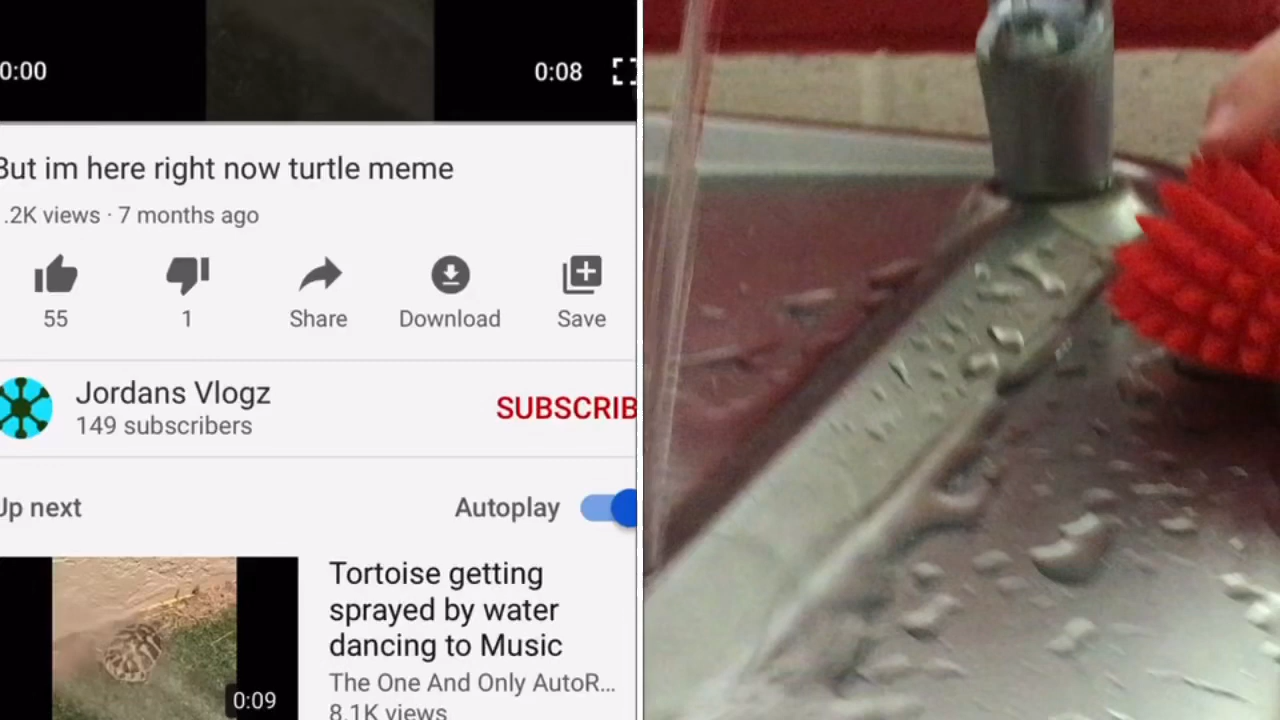 0:00
0:08
But im here right now turtle meme
.2K views · 7 months ago
55
1
Share
Download
Save
Jordans Vlogz
149 subscribers
SUBSCRIB
Up next
Autoplay
Tortoise getting
sprayed by water
dancing to Music
The One And Only AutoR...
8.1K views
0:09